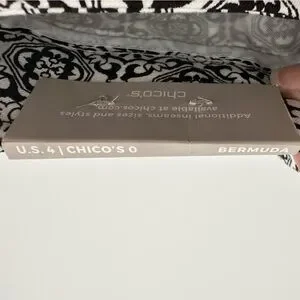 U.S. 4 | CHICO'S 0 BERMUDA
Additional inseams, sizes and styles
available at chicos.com
chico's